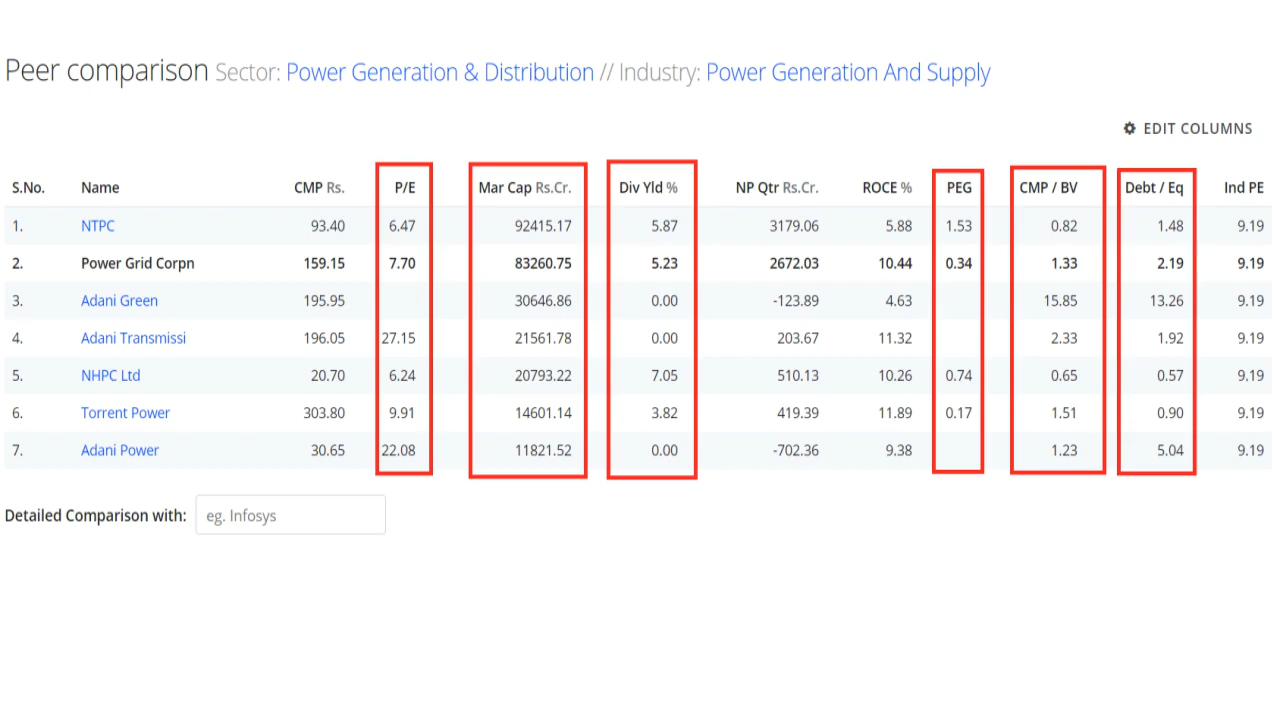 Peer comparison Sector: Power Generation & Distribution // Industry: Power Generation And Supply
EDIT COLUMNS
S.No. Name CMP Rs. P/E Mar Cap Rs.Cr. Div Yld % NP Qtr Rs.Cr. ROCE % PEG CMP / BV Debt / Eq Ind PE
1. NTPC 93.40 6.47 92415.17 5.87 3179.06 5.88 1.53 0.82 1.48 9.19
2. Power Grid Corpn 159.15 7.70 83260.75 5.23 2672.03 10.44 0.34 1.33 2.19 9.19
3. Adani Green 195.95 30646.86 0.00 -123.89 4.63 15.85 13.26 9.19
4. Adani Transmissi 196.05 27.15 21561.78 0.00 203.67 11.32 2.33 1.92 9.19
5. NHPC Ltd 20.70 6.24 20793.22 7.05 510.13 10.26 0.74 0.65 0.57 9.19
6. Torrent Power 303.80 9.91 14601.14 3.82 419.39 11.89 0.17 1.51 0.90 9.19
7. Adani Power 30.65 22.08 11821.52 0.00 -702.36 9.38 1.23 5.04 9.19
Detailed Comparison with: eg. Infosys